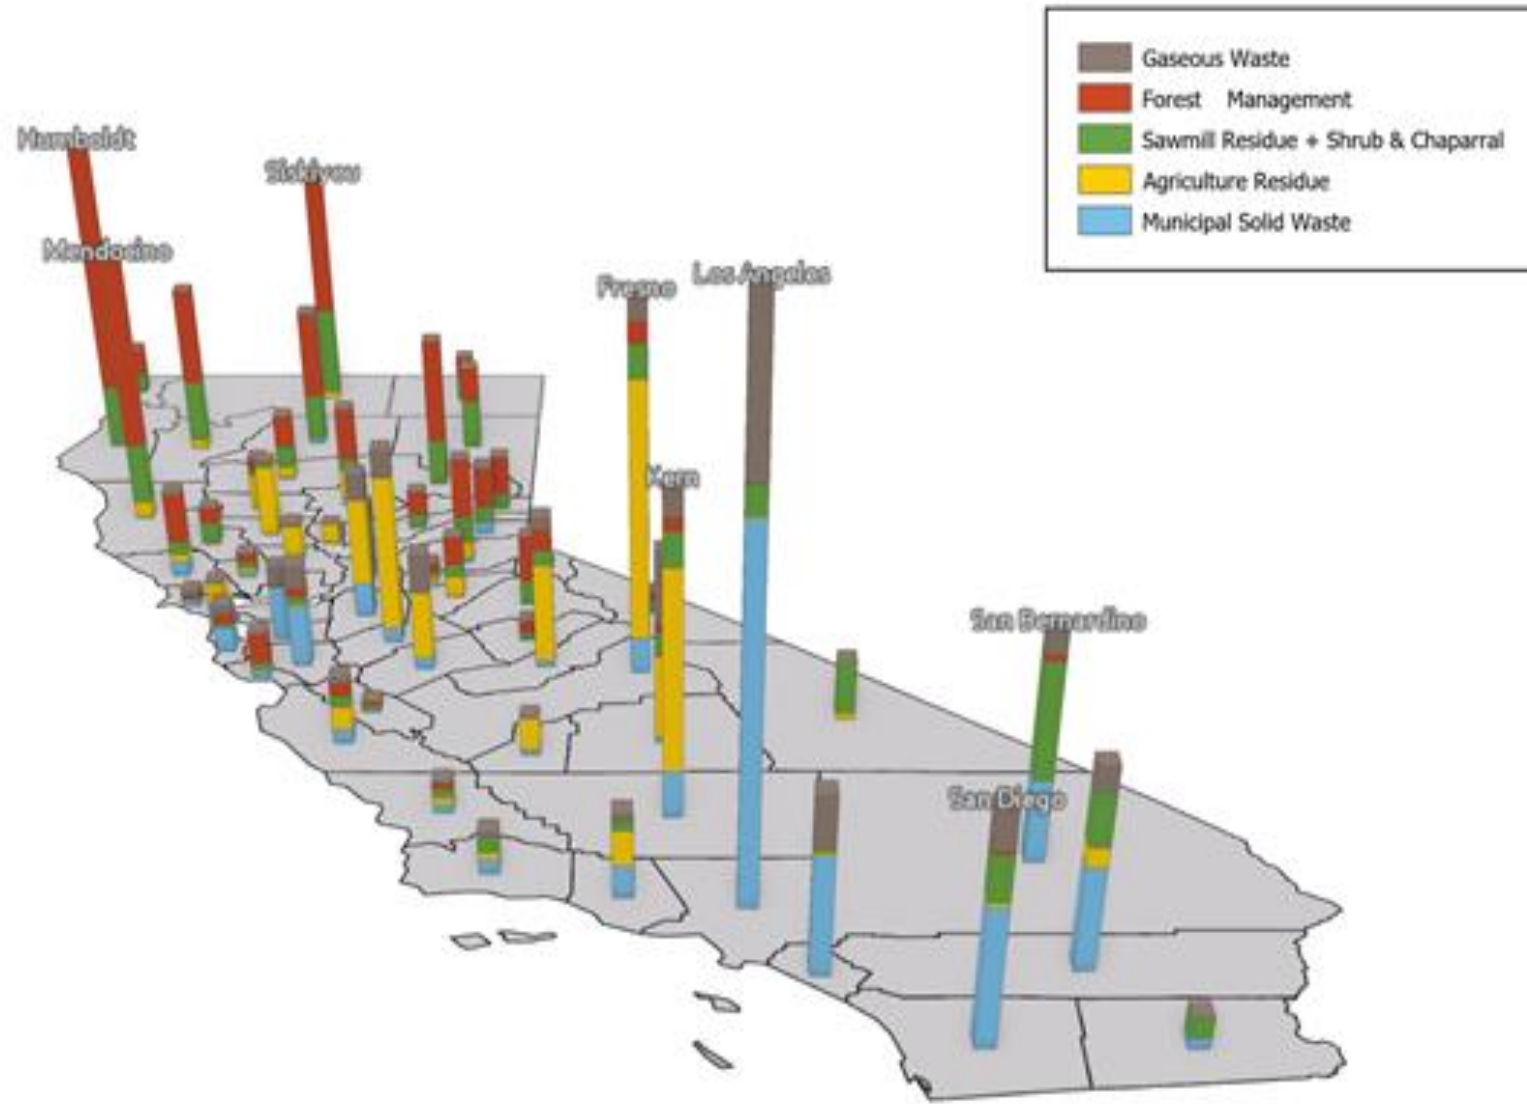 Gaseous Waste
Forest Management
Sawmill Residue + Shrub & Chaparral
Agriculture Residue
Municipal Solid Waste
Humboldt
Siskiyou
Mendocino
Fresno
Los Angeles
Kern
San Bernardino
San Diego